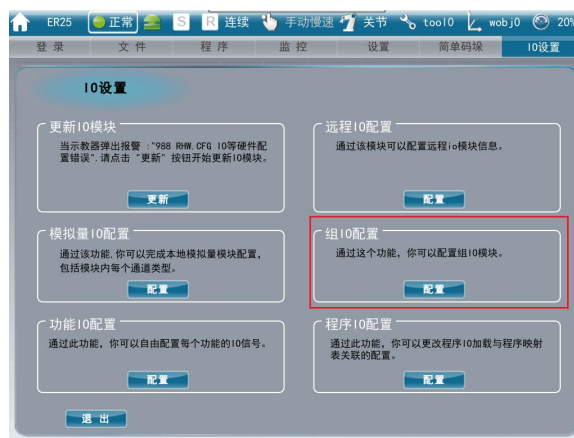 ER25 正常 S R 连续 手动慢速 关节 tool0 wobj0 20%
登录 文件 程序 监控 设置 简单码垛 IO设置
IO设置
更新IO模块
当示教器弹出报警 :"988 RHW.CFG IO等硬件配
置错误".请点击 "更新" 按钮开始更新IO模块。
更新
远程IO配置
通过该模块可以配置远程io模块信息。
配置
模拟量IO配置
通过该功能,你可以完成本地模拟量模块配置,
包括模块内每个通道类型。
配置
组IO配置
通过这个功能, 你可以配置组IO模块。
配置
功能IO配置
通过此功能, 你可以自由配置每个功能的IO信号。
配置
程序IO配置
通过此功能, 你可以更改程序IO加载与程序映射
表关联的配置。
配置
退出